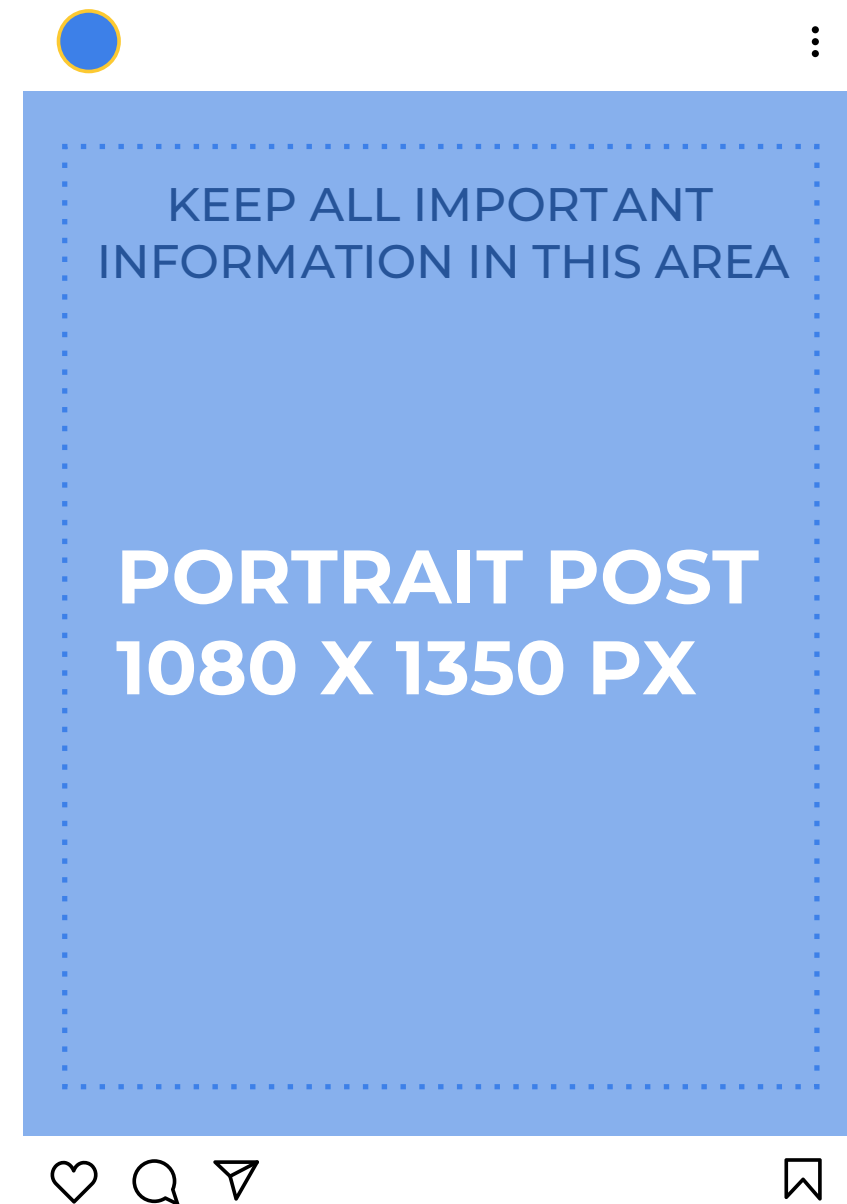 KEEP ALL IMPORTANT
INFORMATION IN THIS AREA
PORTRAIT POST
1080 X 1350 PX